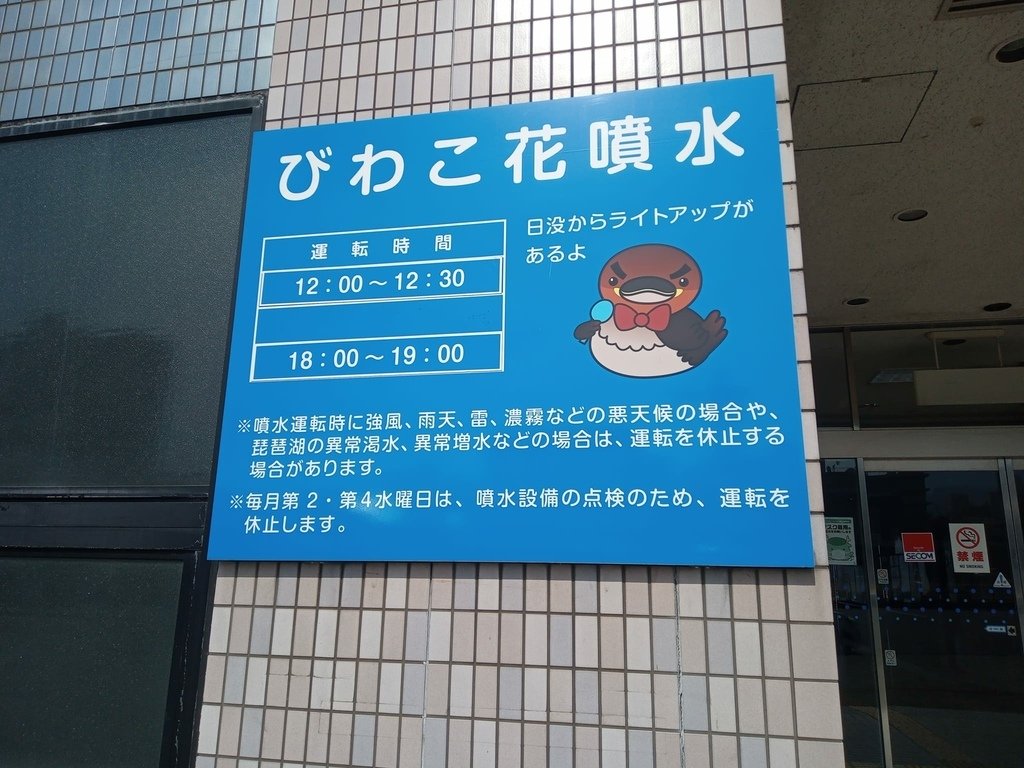 びわこ花噴水
運転時間
12：00～12：30
18：00～19：00
日没からライトアップが
あるよ
※噴水運転時に強風、雨天、雷、濃霧などの悪天候の場合や、
琵琶湖の異常渇水、異常増水などの場合は、運転を休止する
場合があります。
※毎月第2・第4水曜日は、噴水設備の点検のため、運転を
休止します。
SECOM
禁煙
NO SMOKING